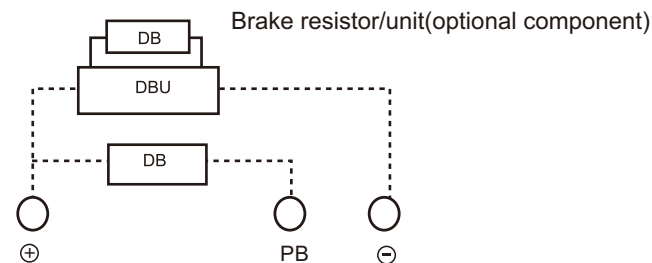 Brake resistor/unit(optional component)
DB
DBU
DB
⊕ PB ⊖